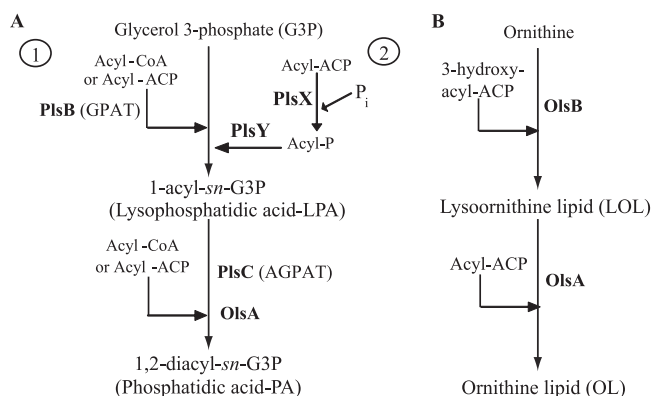 A
Glycerol 3-phosphate (G3P)
1
Acyl-CoA
or Acyl-ACP
PlsB (GPAT)
2
Acyl-ACP
PlsX
Pi
PlsY
Acyl-P
1-acyl-sn-G3P
(Lysophosphatidic acid-LPA)
Acyl-CoA
or Acyl-ACP
PlsC (AGPAT)
OlsA
1,2-diacyl-sn-G3P
(Phosphatidic acid-PA)
B
Ornithine
3-hydroxy-
acyl-ACP
OlsB
Lysoornithine lipid (LOL)
Acyl-ACP
OlsA
Ornithine lipid (OL)